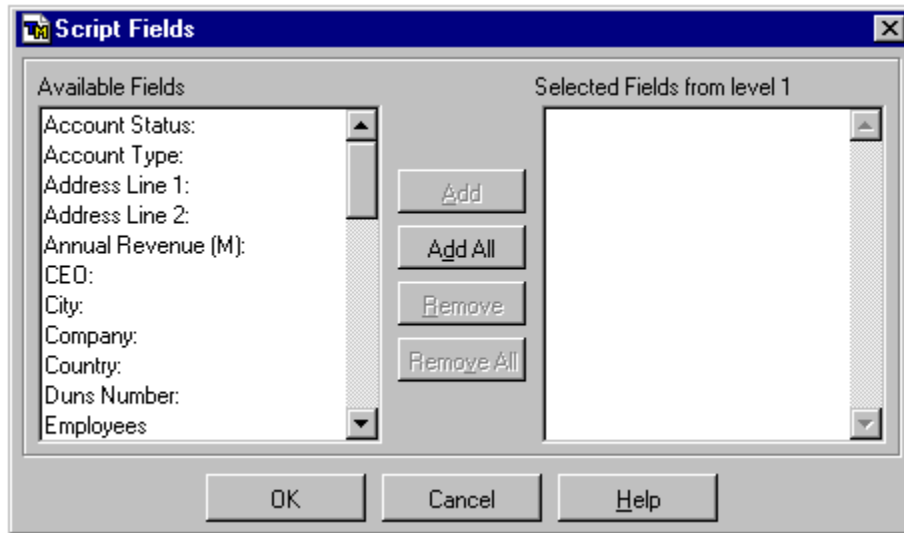 TM Script Fields
Available Fields
Account Status:
Account Type:
Address Line 1:
Address Line 2:
Annual Revenue (M):
CEO:
City:
Company:
Country:
Duns Number:
Employees
Add
Add All
Remove
Remove All
Selected Fields from level 1
OK
Cancel
Help